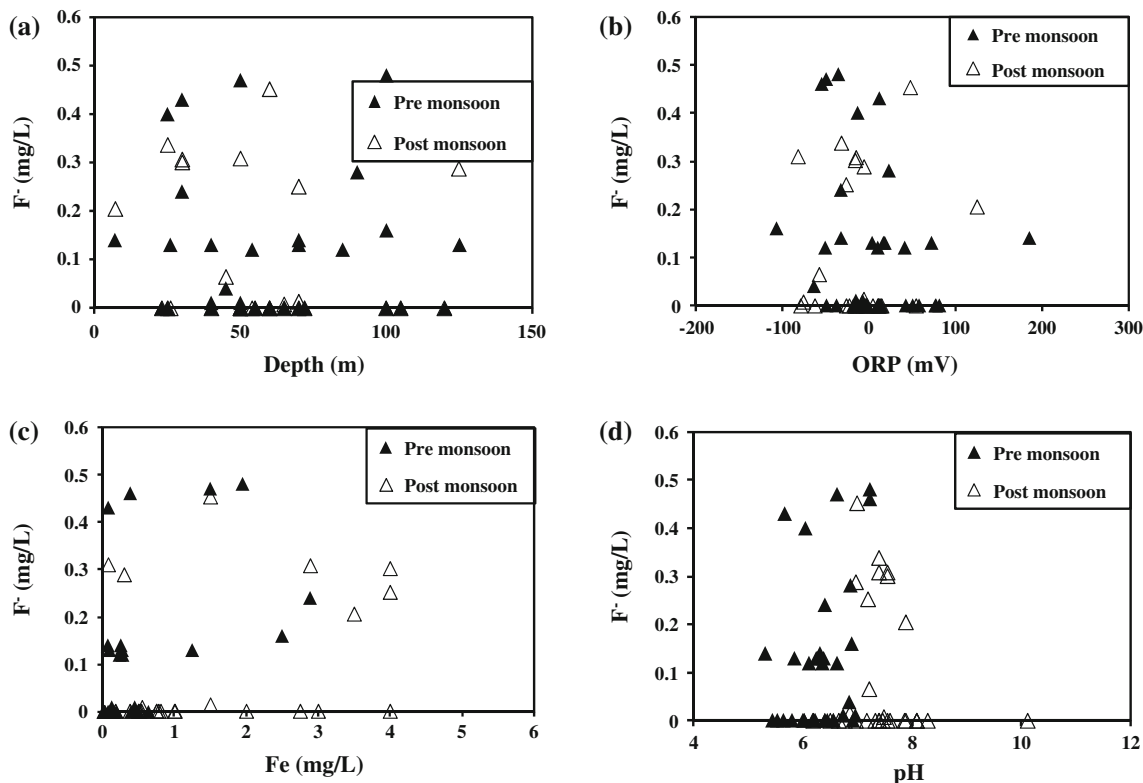 (a)
0.6
0.5
0.4
0.3
0.2
0.1
0
F⁻ (mg/L)
0 50 100 150
Depth (m)
Pre monsoon
Post monsoon
(b)
0.6
0.5
0.4
0.3
0.2
0.1
0
F⁻ (mg/L)
-200 -100 0 100 200 300
ORP (mV)
Pre monsoon
Post monsoon
(c)
0.6
0.5
0.4
0.3
0.2
0.1
0
F⁻ (mg/L)
0 1 2 3 4 5 6
Fe (mg/L)
Pre monsoon
Post monsoon
(d)
0.6
0.5
0.4
0.3
0.2
0.1
0
F⁻ (mg/L)
4 6 8 10 12
pH
Pre monsoon
Post monsoon